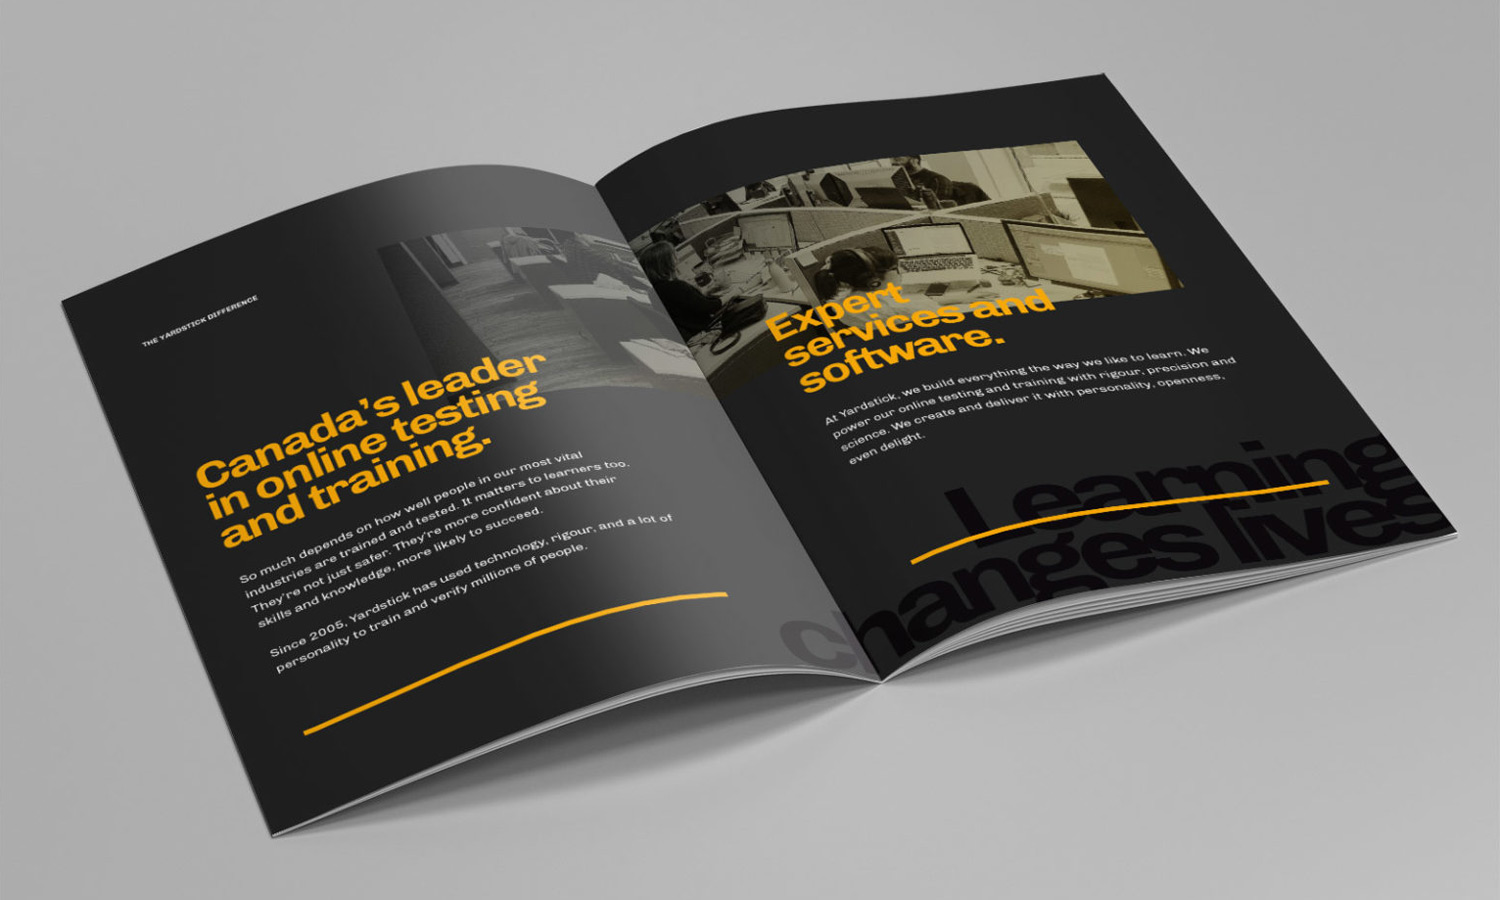 THE YARDSTICK DIFFERENCE
Canada's leader
in online testing
and training.
So much depends on how well people in our most vital
industries are trained and tested. It matters to learners too.
They're not just safer. They're more confident about their
skills and knowledge, more likely to succeed.
Since 2005, Yardstick has used technology, rigour, and a lot of
personality to train and verify millions of people.
Expert
services and
software.
At Yardstick, we build everything the way we like to learn. We
power our online testing and training with rigour, precision and
science. We create and deliver it with personality, openness,
even delight.
Learning
changes lives